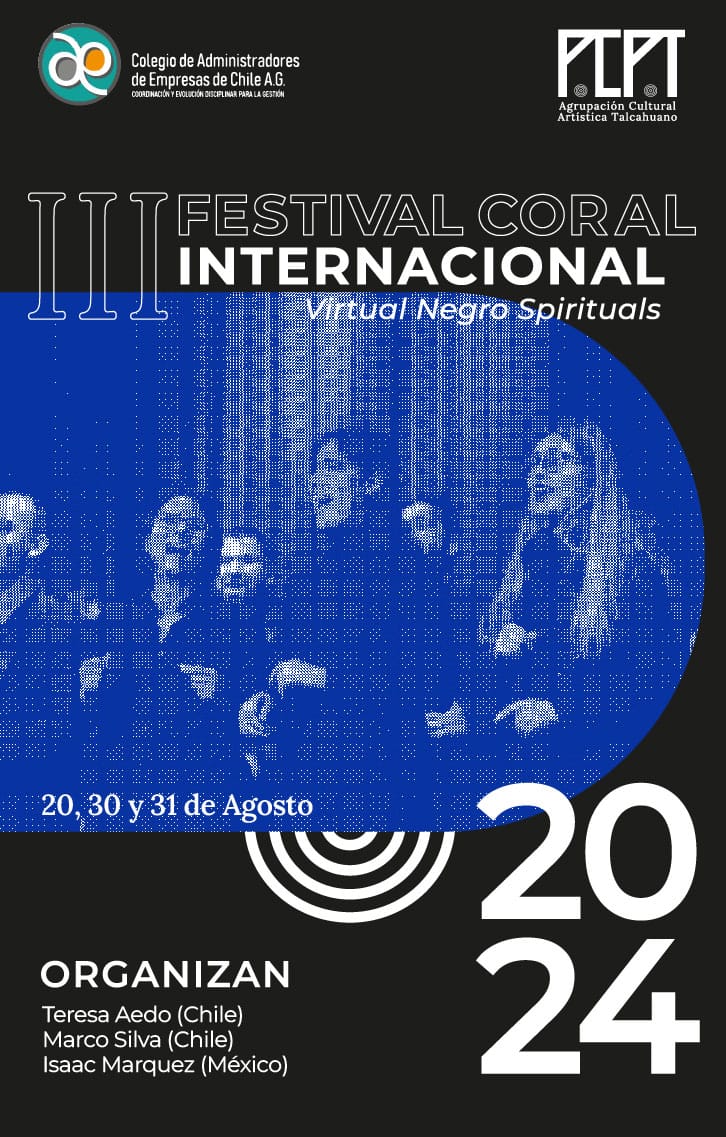 Colegio de Administradores
de Empresas de Chile A.G.
COORDINACIÓN Y EVOLUCIÓN DISCIPLINAR PARA LA GESTIÓN
Agrupación Cultural
Artística Talcahuano
III FESTIVAL CORAL
INTERNACIONAL
Virtual Negro Spirituals
20, 30 y 31 de Agosto
20
24
ORGANIZAN
Teresa Aedo (Chile)
Marco Silva (Chile)
Isaac Marquez (México)